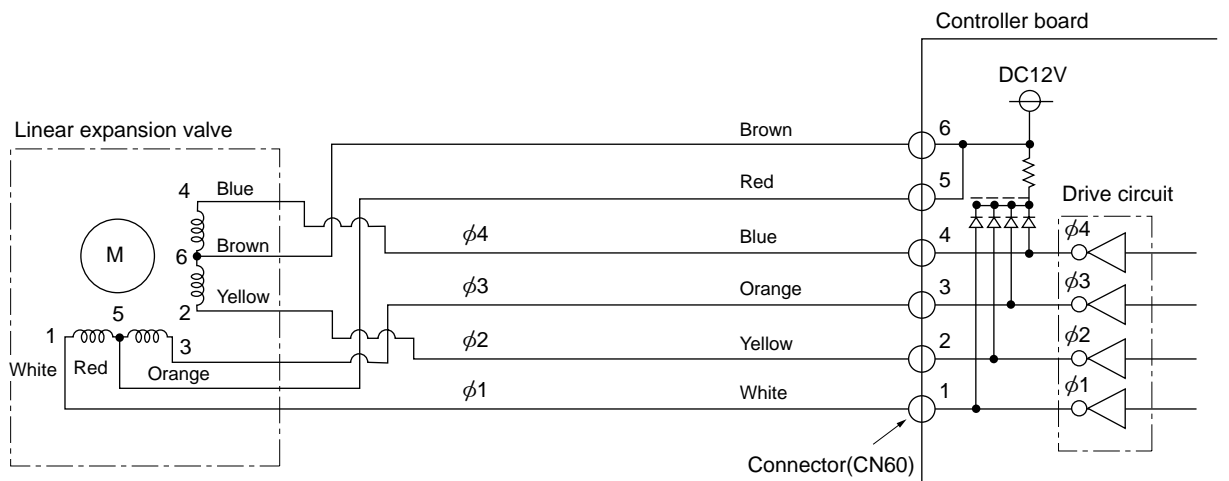 Controller board
DC12V
Linear expansion valve
Brown
6
Red
5
Drive circuit
4
Blue
ϕ4
Blue
4
ϕ4
M
6
Brown
ϕ3
Orange
3
ϕ3
5
2
Yellow
1
3
ϕ2
Yellow
2
ϕ2
White
Red
Orange
ϕ1
White
1
ϕ1
Connector(CN60)